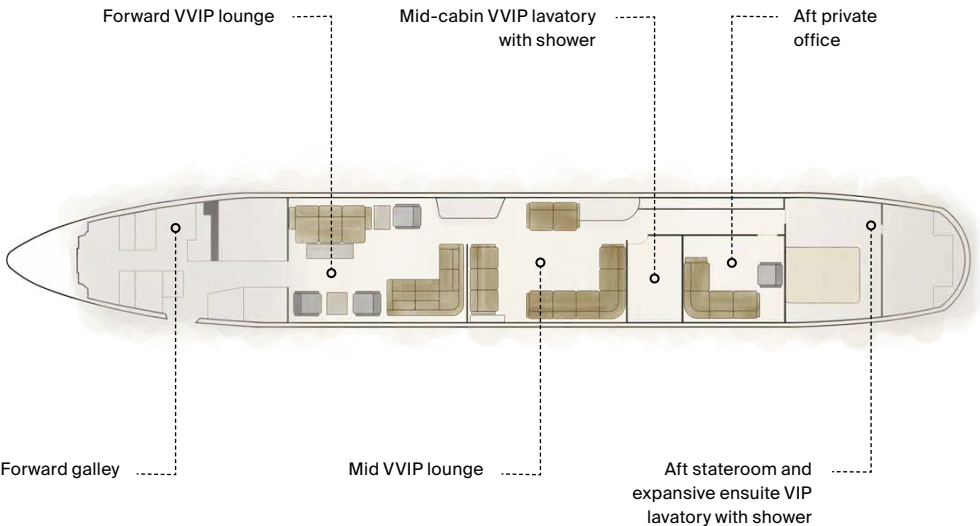 Forward VVIP lounge
Mid-cabin VVIP lavatory
with shower
Aft private
office
Forward galley
Mid VVIP lounge
Aft stateroom and
expansive ensuite VIP
lavatory with shower